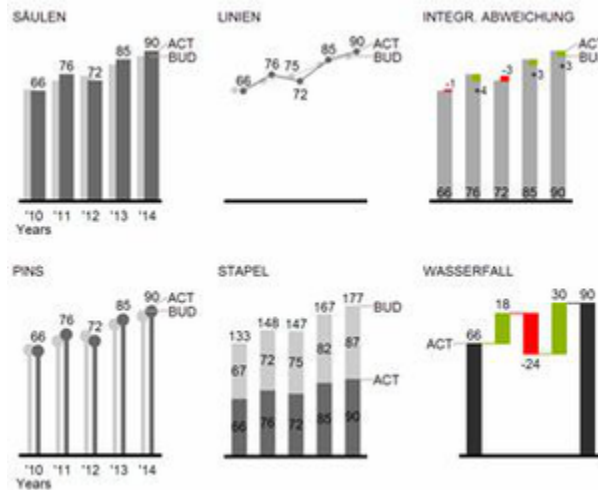 SÄULEN
66 76 72 85 90 ACT
BUD
'10 '11 '12 '13 '14
Years
LINIEN
66 76 75 72 85 90 ACT
BUD
INTEGR. ABWEICHUNG
-1 +4 -3 +3 +3 ACT
BUD
66 76 72 85 90
PINS
66 76 72 85 90 ACT
BUD
'10 '11 '12 '13 '14
Years
STAPEL
133 148 147 167 177 BUD
67 72 75 82 87
ACT
66 76 72 85 90
WASSERFALL
ACT 66 18 -24 30 90